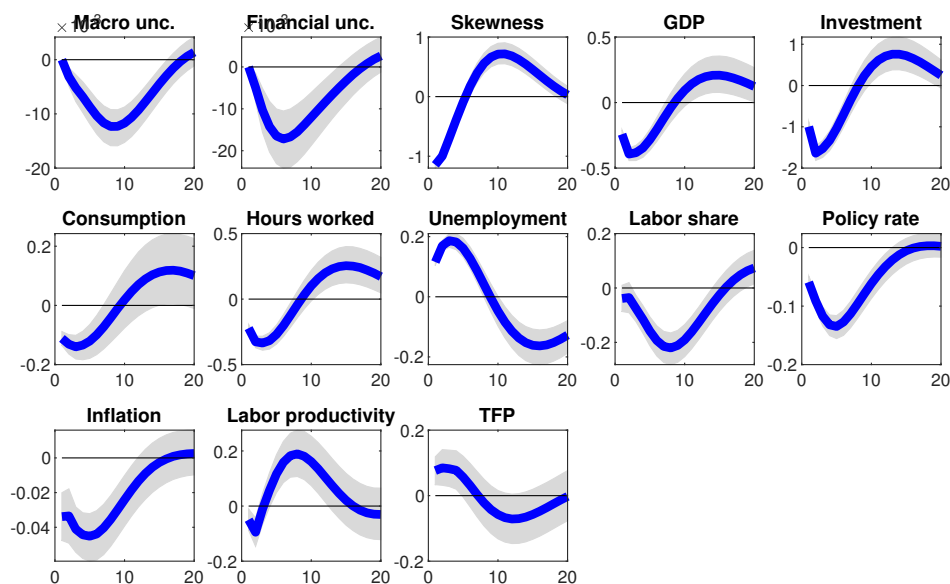 Macro unc. Financial unc. Skewness GDP Investment
× 10 × 10
0 0 1 0.5 1
-10 -10 0 0 0
-20 -20 -1 -0.5 -1
-2
0 10 20 0 10 20 0 10 20 0 10 20 0 10 20
Consumption Hours worked Unemployment Labor share Policy rate
0.2 0.5 0.2 0.2 0
0 0 0 0 -0.1
-0.2 -0.5 -0.2 -0.2 -0.2
0 10 20 0 10 20 0 10 20 0 10 20 0 10 20
Inflation Labor productivity TFP
0 0.2 0.2
-0.02 0 0
-0.04 -0.2 -0.2
0 10 20 0 10 20 0 10 20